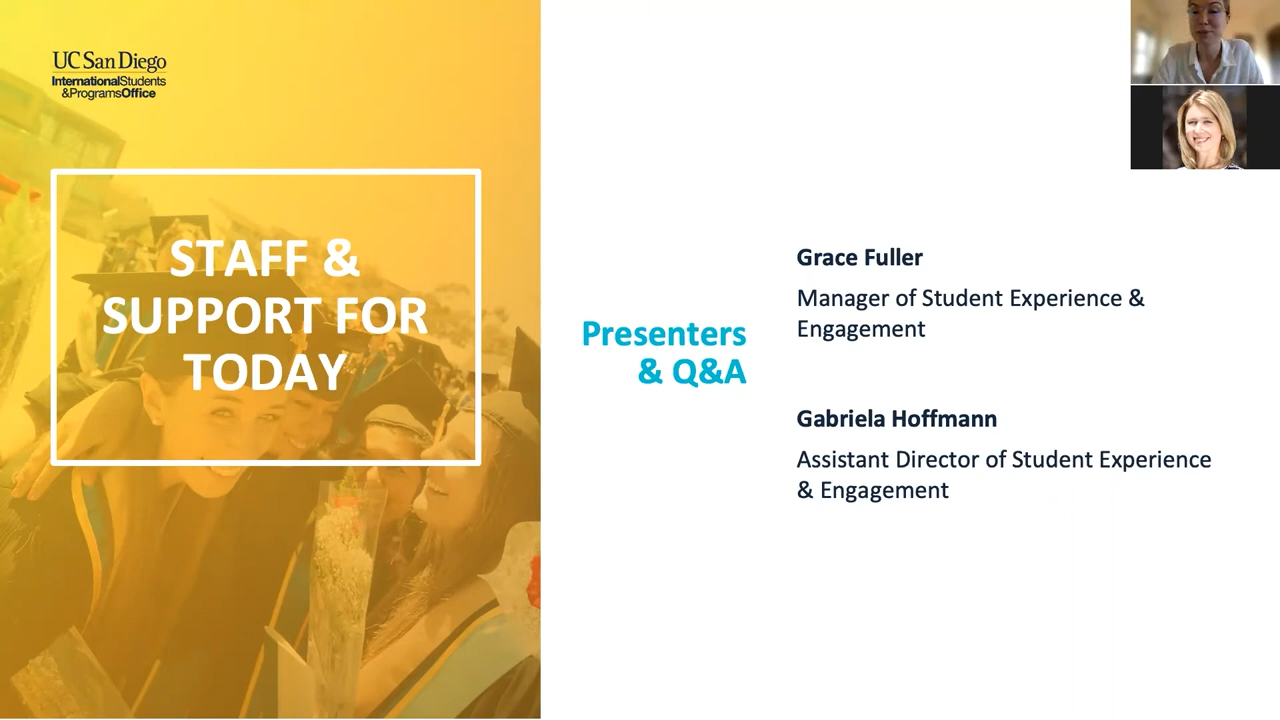 UC San Diego
InternationalStudents
&ProgramsOffice
STAFF &
SUPPORT FOR
TODAY
Presenters
& Q&A
Grace Fuller
Manager of Student Experience &
Engagement
Gabriela Hoffmann
Assistant Director of Student Experience
& Engagement